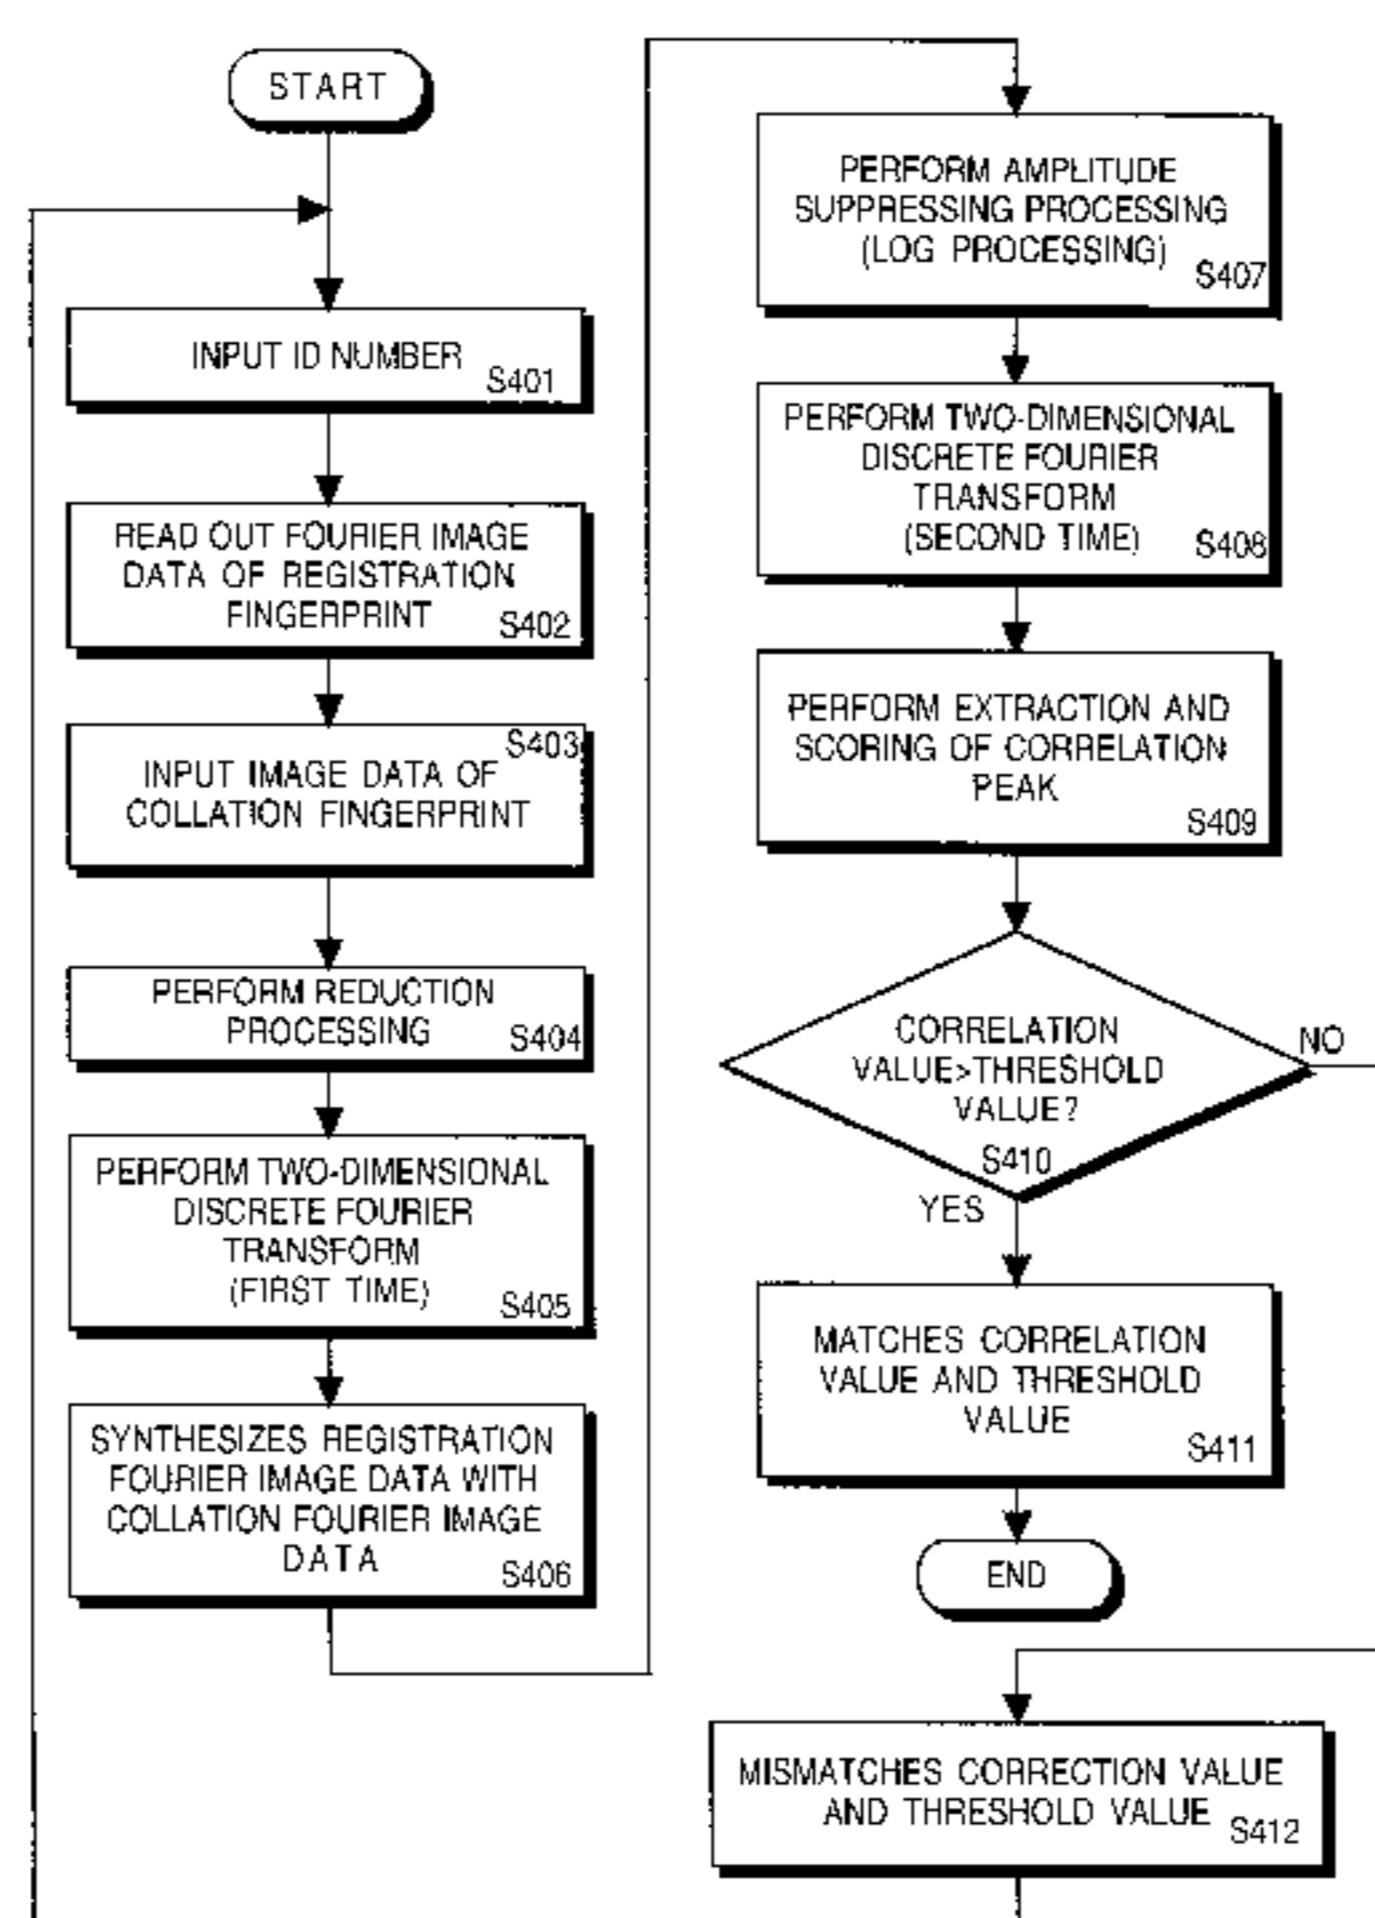 START
INPUT ID NUMBER
S401
READ OUT FOURIER IMAGE
DATA OF REGISTRATION
FINGERPRINT
S402
S403
INPUT IMAGE DATA OF
COLLATION FINGERPRINT
PERFORM REDUCTION
PROCESSING
S404
PERFORM TWO-DIMENSIONAL
DISCRETE FOURIER
TRANSFORM
(FIRST TIME)
S405
SYNTHESIZES REGISTRATION
FOURIER IMAGE DATA WITH
COLLATION FOURIER IMAGE
DATA
S406
PERFORM AMPLITUDE
SUPPRESSING PROCESSING
(LOG PROCESSING)
S407
PERFORM TWO-DIMENSIONAL
DISCRETE FOURIER
TRANSFORM
(SECOND TIME)
S408
PERFORM EXTRACTION AND
SCORING OF CORRELATION
PEAK
S409
CORRELATION
VALUE>THRESHOLD
VALUE?
S410
NO
YES
MATCHES CORRELATION
VALUE AND THRESHOLD
VALUE
S411
END
MISMATCHES CORRECTION VALUE
AND THRESHOLD VALUE
S412